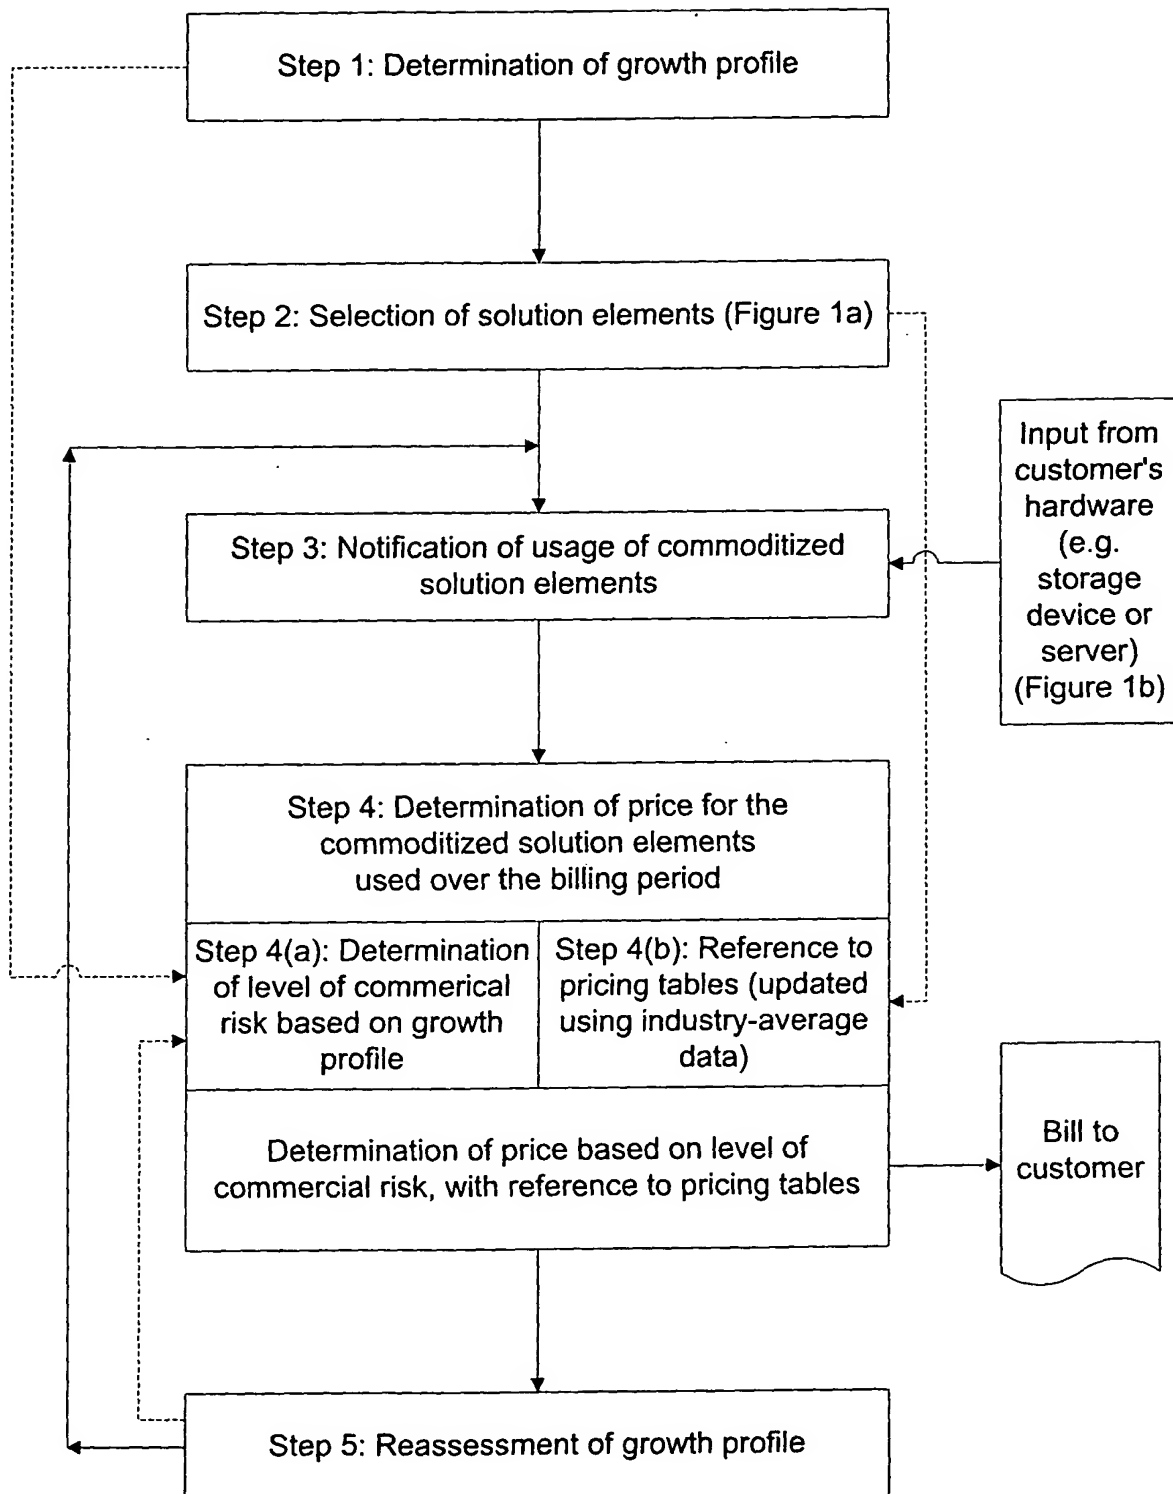 Step 1: Determination of growth profile
Step 2: Selection of solution elements (Figure 1a)
Input from
customer's
hardware
(e.g.
storage
device or
server)
(Figure 1b)
Step 3: Notification of usage of commoditized
solution elements
Step 4: Determination of price for the
commoditized solution elements
used over the billing period
Step 4(a): Determination
of level of commerical
risk based on growth
profile
Step 4(b): Reference to
pricing tables (updated
using industry-average
data)
Determination of price based on level of
commercial risk, with reference to pricing tables
Bill to
customer
Step 5: Reassessment of growth profile